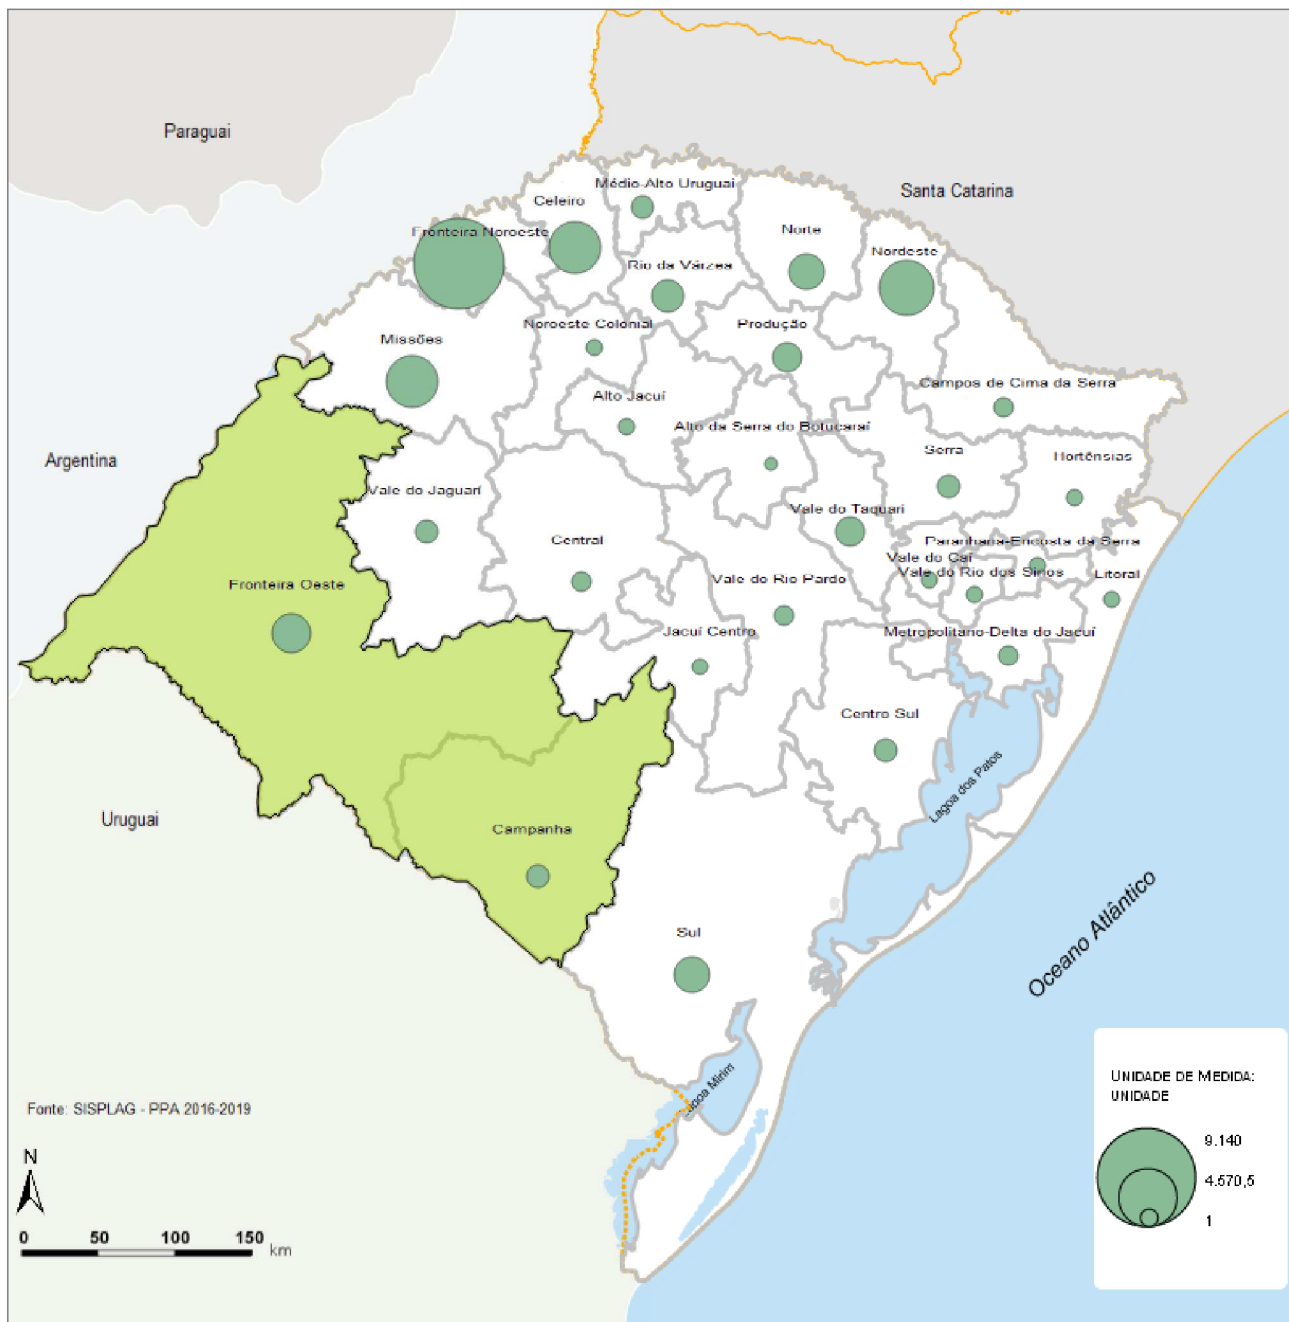 Paraguai
Santa Catarina
Médio-Alto Uruguai
Celeiro
Fronteira Noroeste
Norte
Nordeste
Rio da Várzea
Noroeste Colonial
Produção
Missões
Campos de Cima da Serra
Alto Jacuí
Alto da Serra do Botucaraí
Serra
Hortênsias
Argentina
Vale do Jaguarí
Vale do Taquari
Central
Paranhana-Encosta da Serra
Vale do Caí
Vale do Rio dos Sinos
Litoral
Fronteira Oeste
Vale do Rio Pardo
Jacuí Centro
Metropolitano-Delta do Jacuí
Centro Sul
Lagoa dos Patos
Uruguai
Campanha
Oceano Atlântico
Sul
Lagoa Mirim
UNIDADE DE MEDIDA:
UNIDADE
9.140
4.570,5
1
Fonte: SISPLAG - PPA 2016-2019
N
0 50 100 150
km